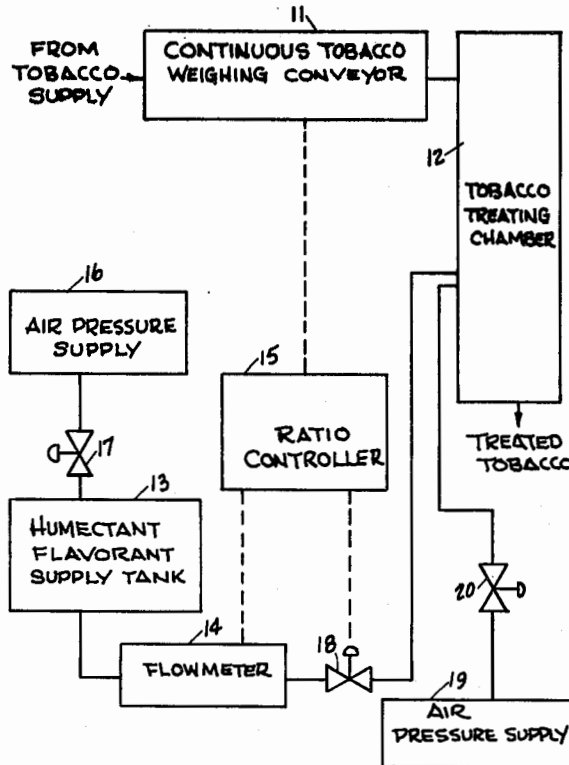 11
FROM
TOBACCO
SUPPLY
CONTINUOUS TOBACCO
WEIGHING CONVEYOR
12
TOBACCO
TREATING
CHAMBER
16
AIR PRESSURE
SUPPLY
15
RATIO
CONTROLLER
TREATED
TOBACCO
17
13
HUMECTANT
FLAVORANT
SUPPLY TANK
20
14
FLOWMETER
18
19
AIR
PRESSURE SUPPLY